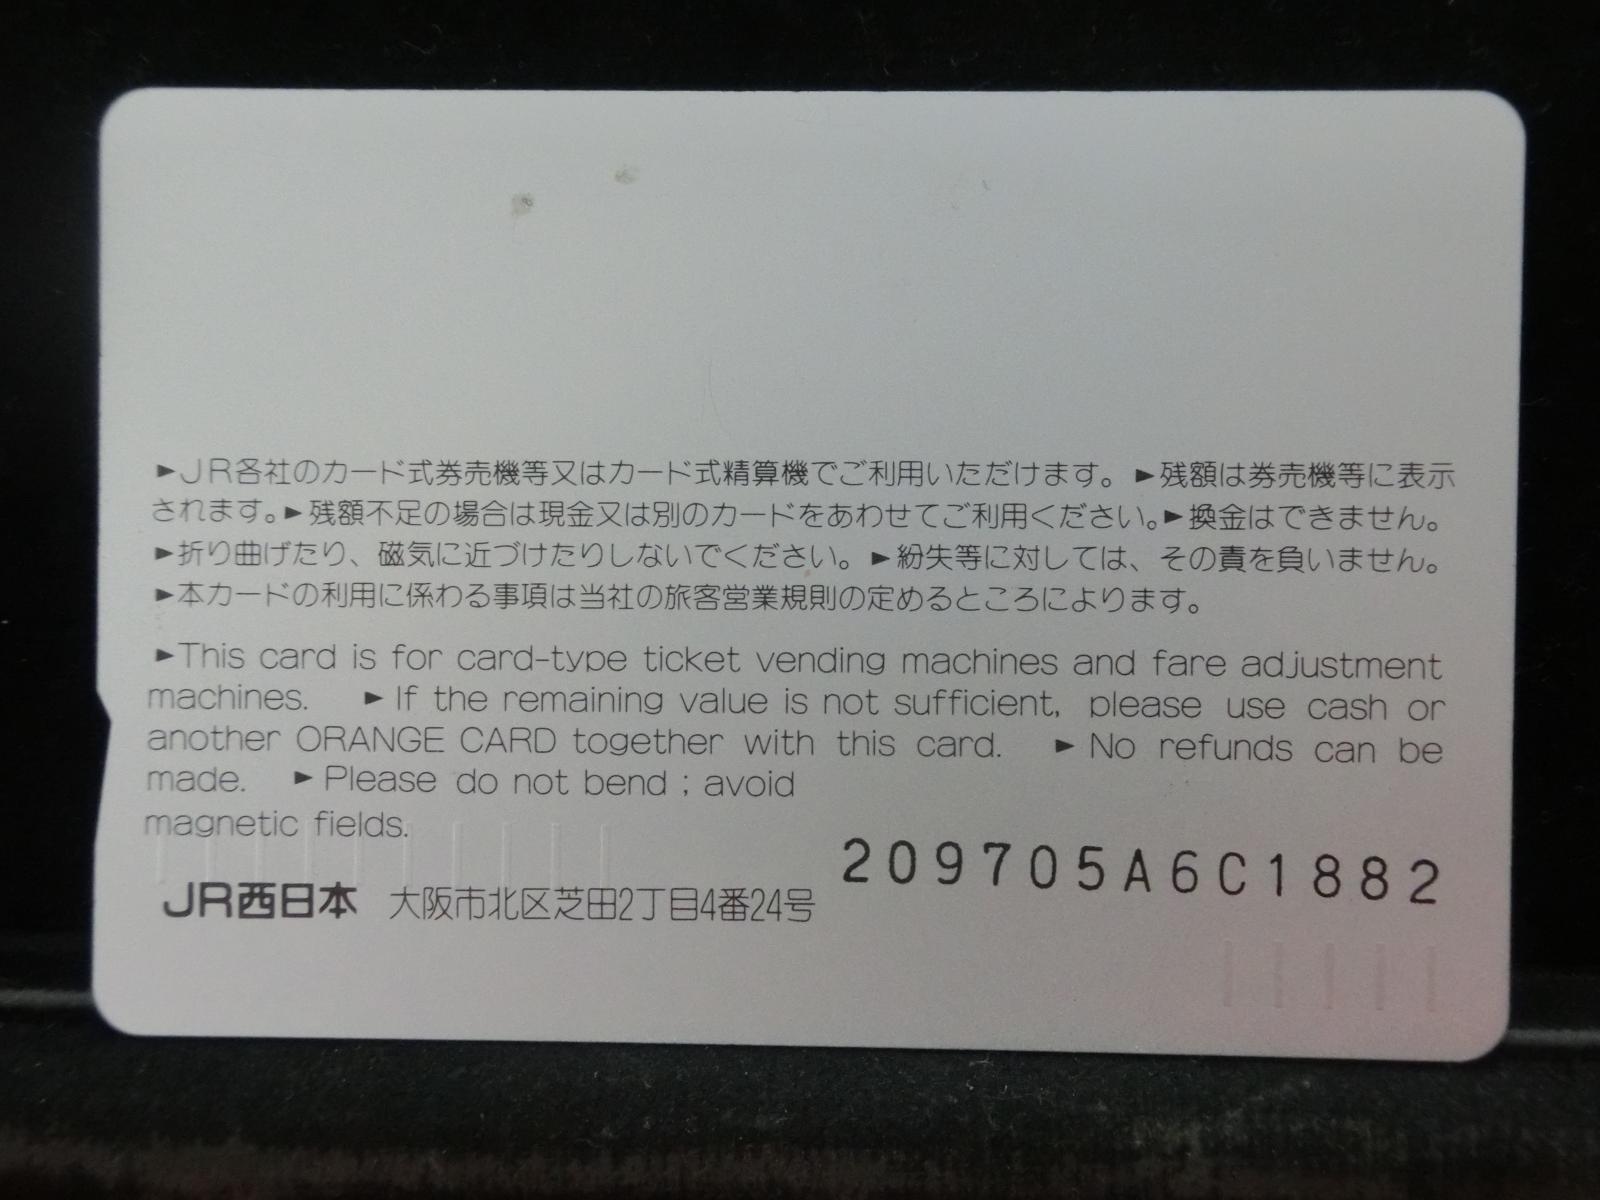 ►JR各社のカード式券売機等又はカード式精算機でご利用いただけます。►残額は券売機等に表示
されます。►残額不足の場合は現金又は別のカードをあわせてご利用ください。►換金はできません。
►折り曲げたり、磁気に近づけたりしないでください。►紛失等に対しては、その責を負いません。
►本カードの利用に係わる事項は当社の旅客営業規則の定めるところによります。
►This card is for card-type ticket vending machines and fare adjustment
machines. ►If the remaining value is not sufficient, please use cash or
another ORANGE CARD together with this card. ►No refunds can be
made. ►Please do not bend ; avoid
magnetic fields.
209705A6C1882
JR西日本 大阪市北区芝田2丁目4番24号